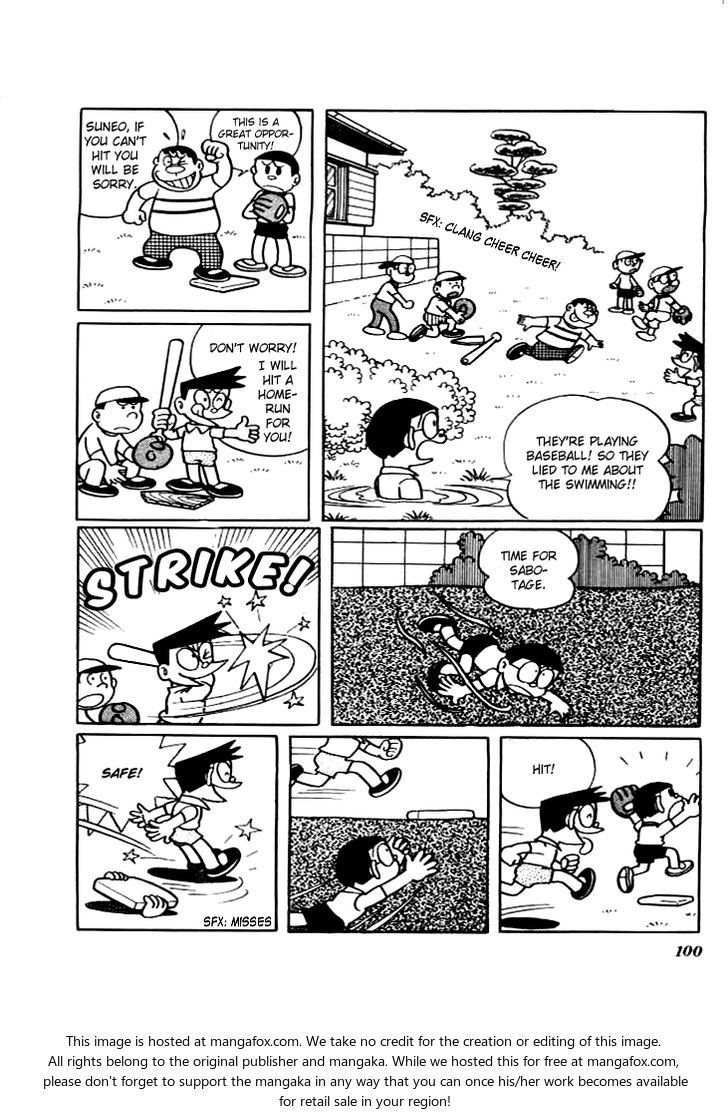 THEY'RE PLAYING
BASEBALL! SO THEY
LIED TO ME ABOUT
THE SWIMMING!!
SFX: CLANG CHEER CHEER!
THIS IS A
GREAT OPPOR-
TUNITY!
SUNEO, IF
YOU CAN'T
HIT YOU
WILL BE
SORRY.
DON'T WORRY!
I WILL
HIT A
HOME-
RUN
FOR
YOU!
STRIKE!
TIME FOR
SABO-
TAGE.
SAFE!
SFX: MISSES
HIT!
100
This image is hosted at mangafox.com. We take no credit for the creation or editing of this image.
All rights belong to the original publisher and mangaka. While we hosted this for free at mangafox.com,
please don't forget to support the mangaka in any way that you can once his/her work becomes available
for retail sale in your region!